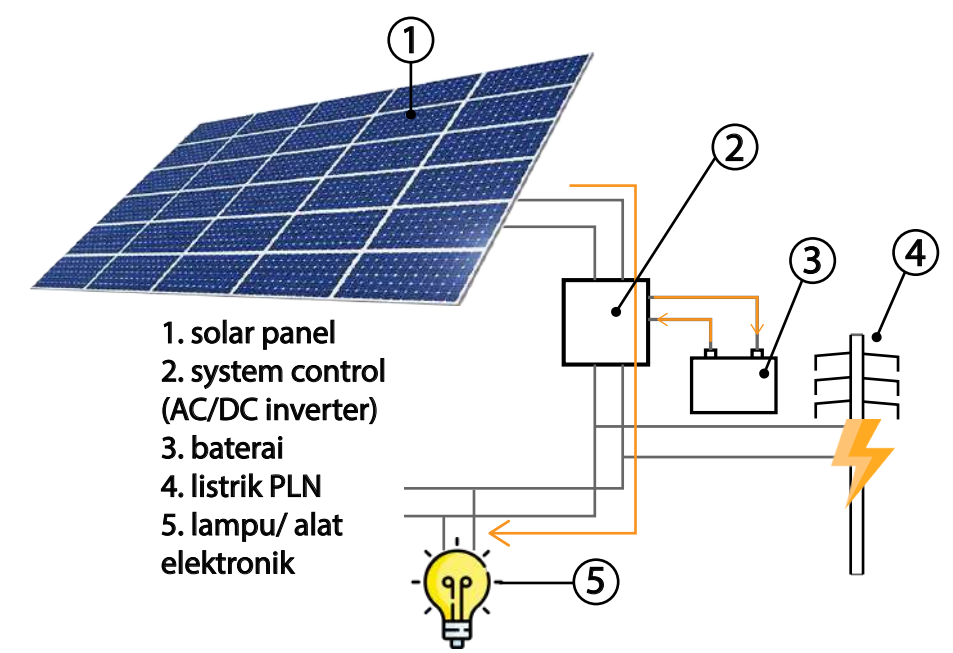 1
2
3
4
1. solar panel
2. system control
(AC/DC inverter)
3. baterai
4. listrik PLN
5. lampu/ alat
elektronik
5